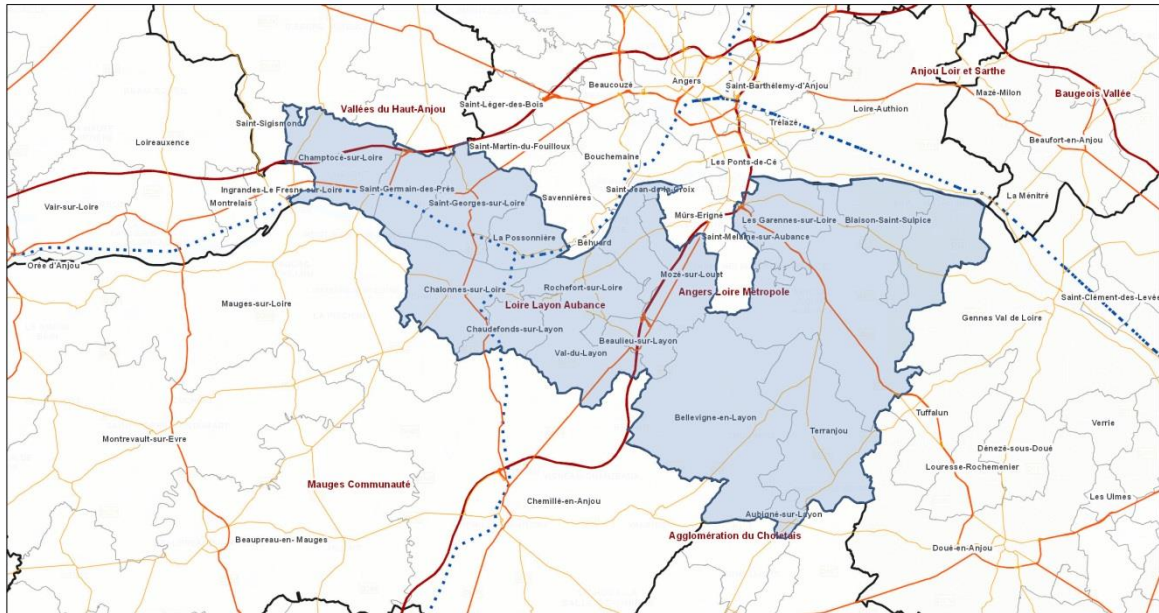 Angers
Anjou Loir et Sarthe
Beaucouzé
Saint-Barthélemy-d'Anjou
Mazé-Milon
Baugeois Vallée
Saint-Léger-des-Bois
Vallées du Haut-Anjou
Loire-Authion
Saint-Sigismond
Trélazé
Loireauxence
Beaufort-en-Anjou
Saint-Martin-du-Fouilloux
Champtocé-sur-Loire
Bouchemaine
Les Ponts-de-Cé
Ingrandes-Le Fresne-sur-Loire
Saint-Germain-des-Prés
Saint-Jean-de-la-Croix
La Ménitré
Savennières
Montrelais
Saint-Georges-sur-Loire
Vair-sur-Loire
Mûrs-Erigné
Les Garennes-sur-Loire
Blaison-Saint-Sulpice
La Possonnière
Béhuard
Saint-Melaine-sur-Aubance
Orée d'Anjou
Mozé-sur-Louet
Chalonnes-sur-Loire
Rochefort-sur-Loire
Angers Loire Métropole
Saint-Clément-des-Levées
Mauges-sur-Loire
Loire Layon Aubance
Gennes Val de Loire
Chaudefonds-sur-Layon
Beaulieu-sur-Layon
Val-du-Layon
Bellevigne-en-Layon
Tuffalun
Verrie
Terranjou
Montrevault-sur-Evre
Dénezé-sous-Doué
Louresse-Rochemenier
Mauges Communauté
Les Ulmes
Chemillé-en-Anjou
Aubigné-sur-Layon
Agglomération du Choletais
Beaupreau-en- Mauges
Doué-en-Anjou